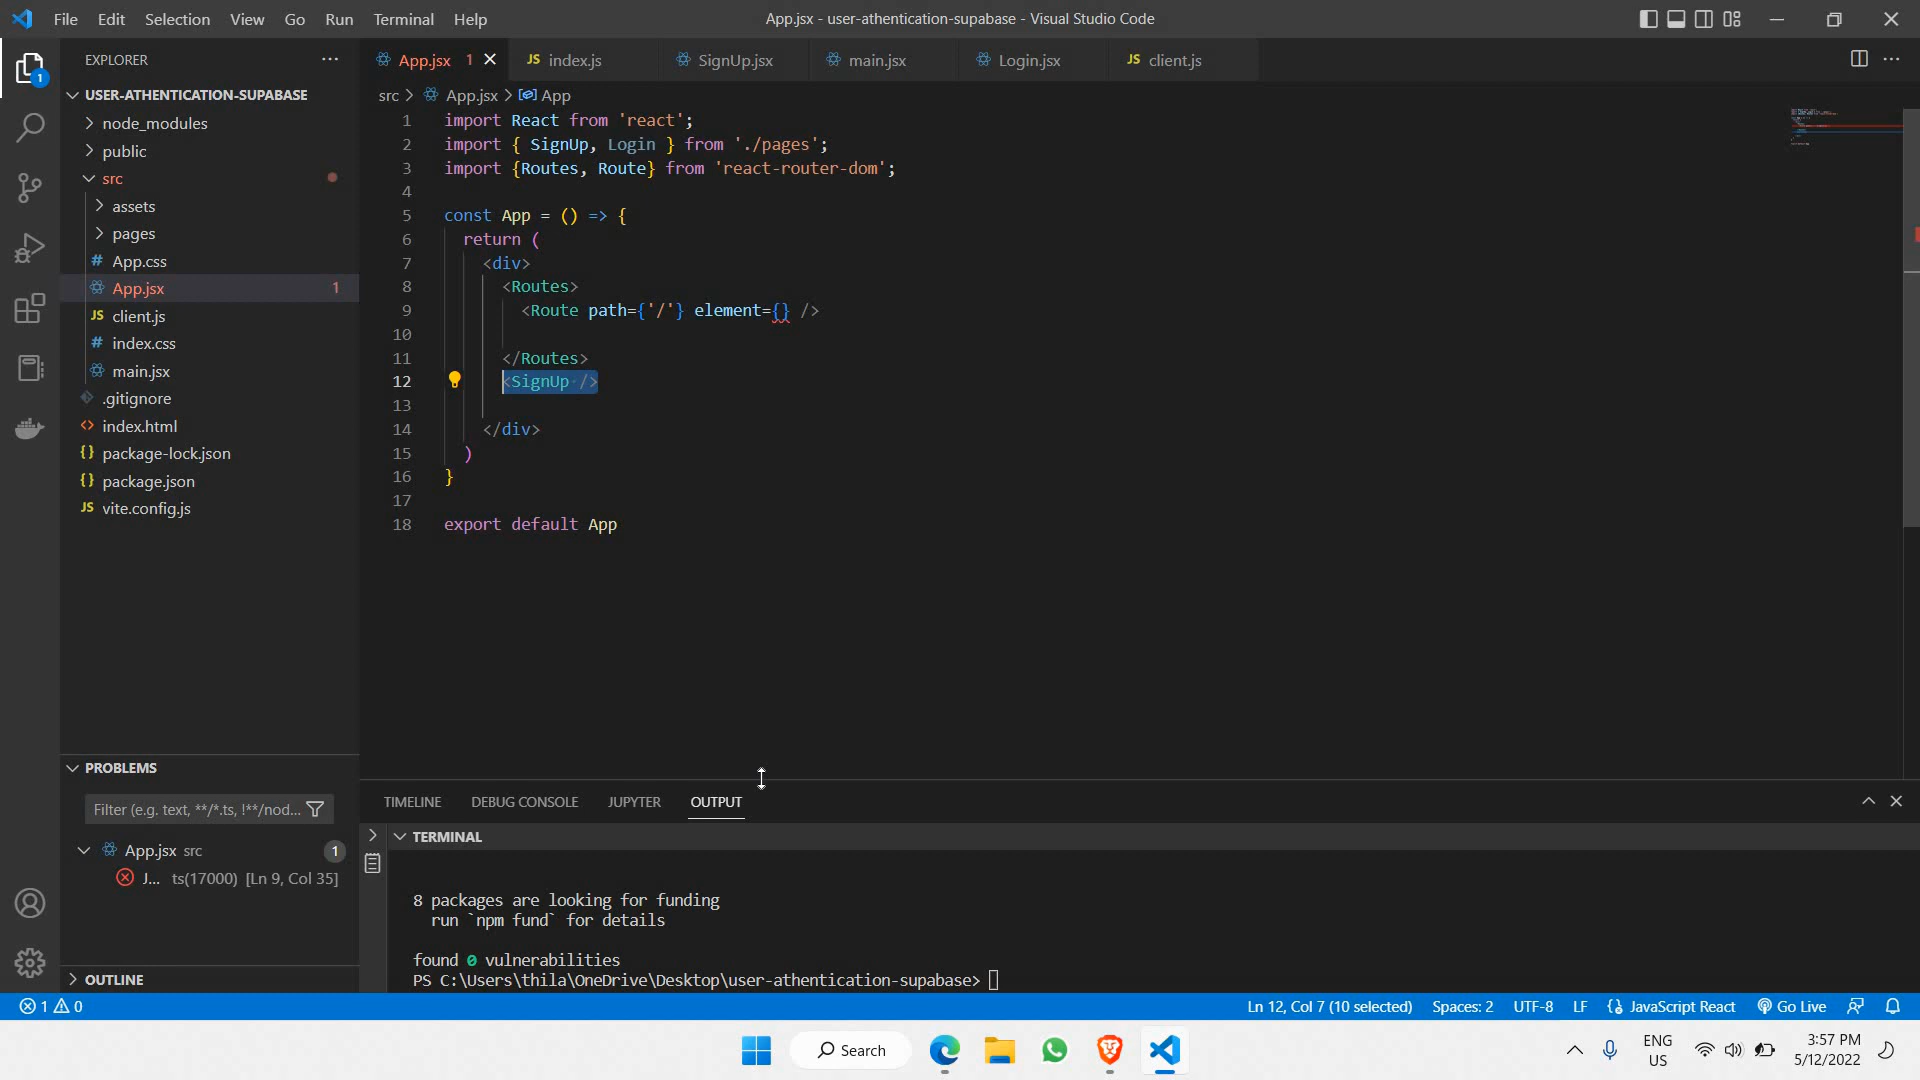 File Edit Selection View Go Run Terminal Help
App.jsx - user-athentication-supabase - Visual Studio Code
EXPLORER
USER-ATHENTICATION-SUPABASE
node_modules
public
src
assets
pages
# App.css
App.jsx 1
JS client.js
# index.css
main.jsx
.gitignore
<> index.html
{} package-lock.json
{} package.json
JS vite.config.js
PROBLEMS
Filter (e.g. text, **/*.ts, !**/nod...
App.jsx src 1
J... ts(17000) [Ln 9, Col 35]
OUTLINE
1
App.jsx 1
JS index.js
SignUp.jsx
main.jsx
Login.jsx
JS client.js
src > App.jsx > App
1 import React from 'react';
2 import { SignUp, Login } from './pages';
3 import {Routes, Route} from 'react-router-dom';
4
5 const App = () => {
6 return (
7 <div>
8 <Routes>
9 <Route path={'/'} element={} />
10
11 </Routes>
12 <SignUp />
13
14 </div>
15 )
16 }
17
18 export default App
TIMELINE DEBUG CONSOLE JUPYTER OUTPUT
TERMINAL
8 packages are looking for funding
run `npm fund` for details
found 0 vulnerabilities
PS C:\Users\thila\OneDrive\Desktop\user-athentication-supabase>
1 0
Ln 12, Col 7 (10 selected) Spaces: 2 UTF-8 LF {} JavaScript React Go Live
Search
ENG
US
3:57 PM
5/12/2022